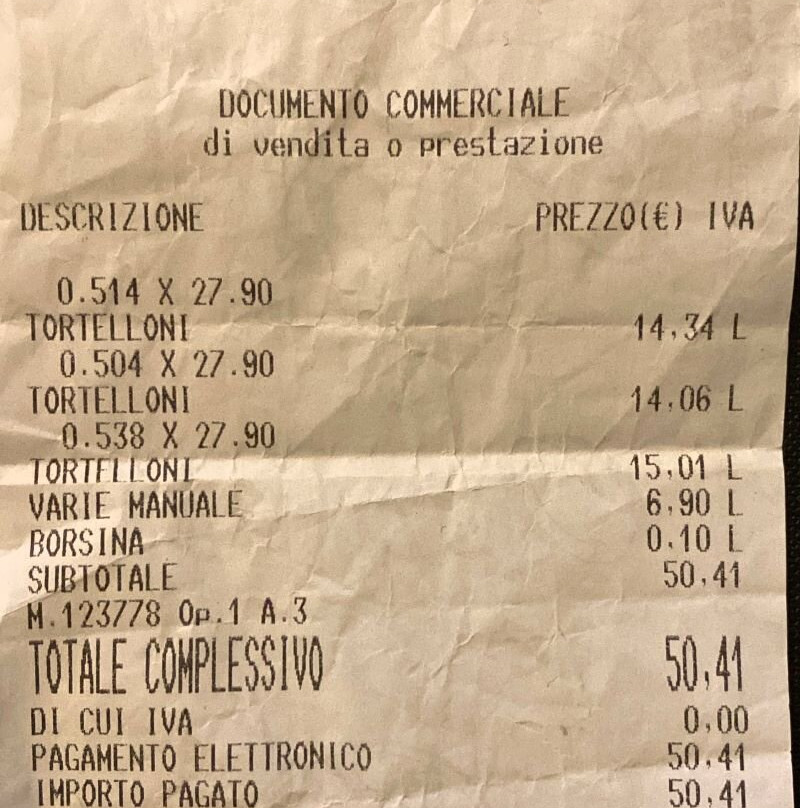 DOCUMENTO COMMERCIALE
di vendita o prestazione
DESCRIZIONE PREZZO(€) IVA
0.514 X 27.90
TORTELLONI 14,34 L
0.504 X 27.90
TORTELLONI 14,06 L
0.538 X 27.90
TORTELLONI 15,01 L
VARIE MANUALE 6,90 L
BORSINA 0,10 L
SUBTOTALE 50,41
M.123778 Op.1 A.3
TOTALE COMPLESSIVO 50,41
DI CUI IVA 0,00
PAGAMENTO ELETTRONICO 50,41
IMPORTO PAGATO 50,41